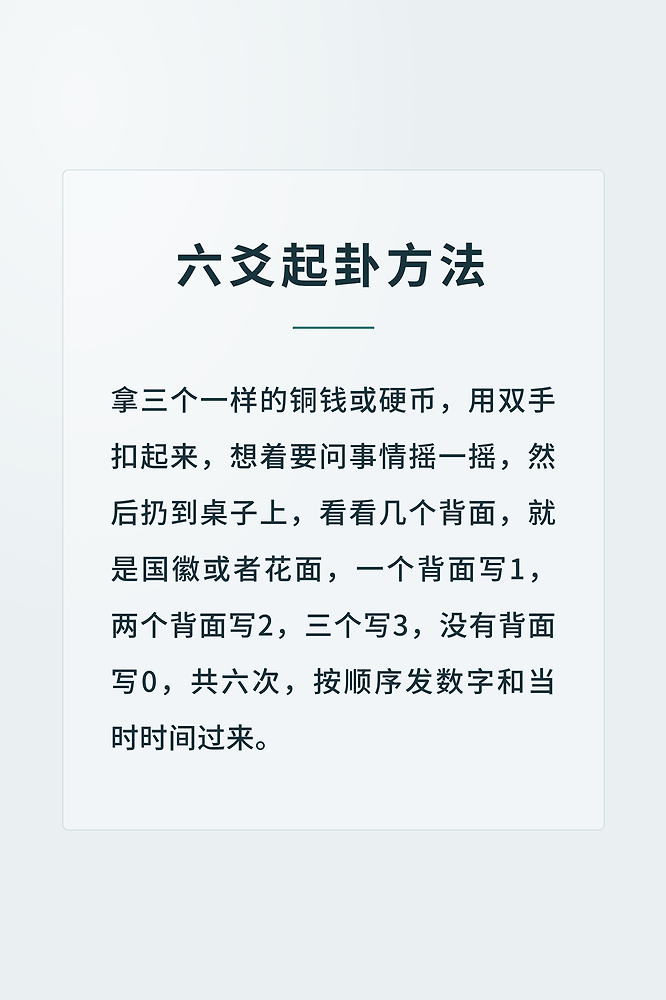 六爻起卦方法
拿三个一样的铜钱或硬币，用双手
扣起来，想着要问事情摇一摇，然
后扔到桌子上，看看几个背面，就
是国徽或者花面，一个背面写1，
两个背面写2，三个写3，没有背面
写0，共六次，按顺序发数字和当
时时间过来。